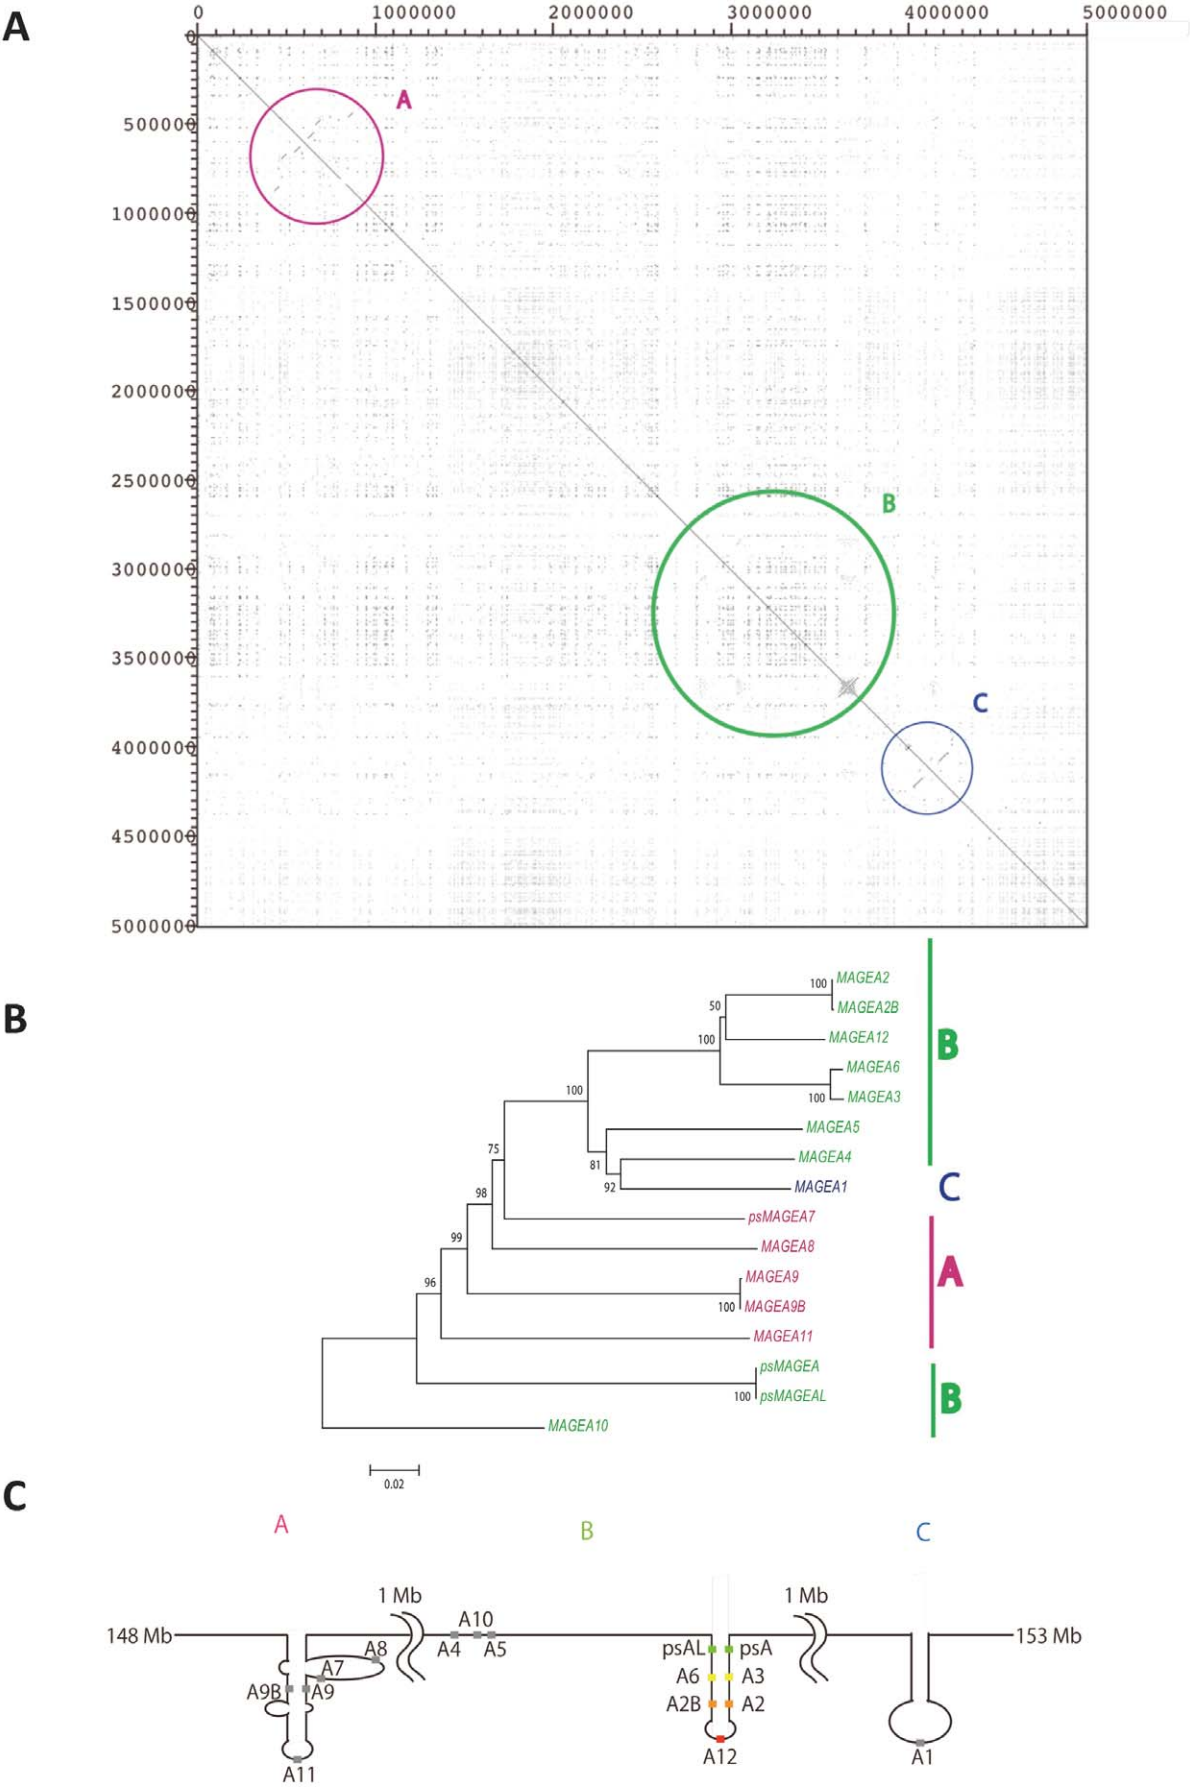 A
0 1000000 2000000 3000000 4000000 5000000
0
A
500000
1000000
1500000
2000000
2500000
B
3000000
3500000
C
4000000
4500000
5000000
B
100 MAGEA2
50 MAGEA2B
100 MAGEA12
B
MAGEA6
100 MAGEA3
100
MAGEA5
75
81 MAGEA4
92 MAGEA1
C
98
psMAGEA7
99
MAGEA8
A
96
MAGEA9
100 MAGEA9B
MAGEA11
psMAGEA
100 psMAGEAL
B
MAGEA10
0.02
C
A B C
1 Mb 1 Mb
A10
148 Mb 153 Mb
A8 A4 A5 psAL psA
A7
A6 A3
A9B A9
A2B A2
A12 A1
A11